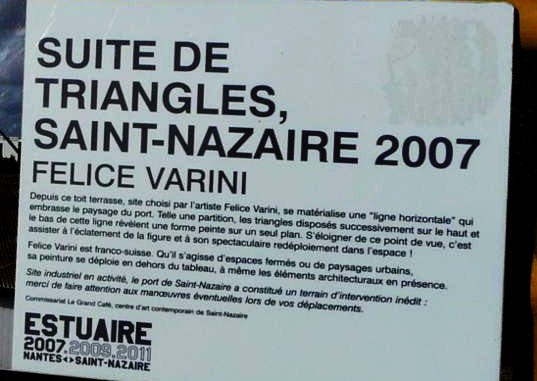 SUITE DE
TRIANGLES,
SAINT-NAZAIRE 2007
FELICE VARINI
Depuis ce toit terrasse, site choisi par l'artiste Felice Varini, se matérialise une "ligne horizontale" qui
embrasse le paysage du port. Telle une partition, les triangles disposés successivement sur le haut et
le bas de cette ligne révèlent une forme peinte sur un seul plan. S'éloigner de ce point de vue, c'est
assister à l'éclatement de la figure et à son spectaculaire redéploiement dans l'espace !
Felice Varini est franco-suisse. Qu'il s'agisse d'espaces fermés ou de paysages urbains,
sa peinture se déploie en dehors du tableau, à même les éléments architecturaux en présence.
Site industriel en activité, le port de Saint-Nazaire a constitué un terrain d'intervention inédit :
merci de faire attention aux manœuvres éventuelles lors de vos déplacements.
Commissariat Le Grand Café, centre d'art contemporain de Saint-Nazaire
ESTUAIRE
2007.2009.2011
NANTES<>SAINT-NAZAIRE